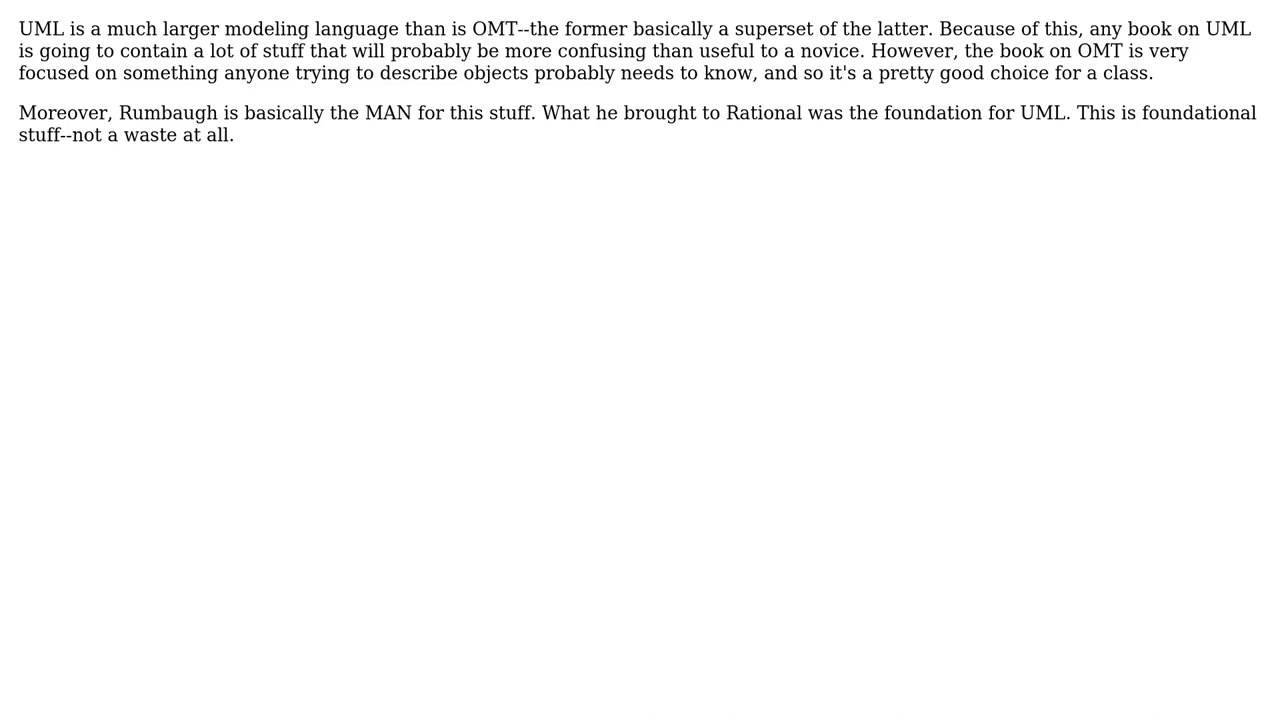 UML is a much larger modeling language than is OMT--the former basically a superset of the latter. Because of this, any book on UML
is going to contain a lot of stuff that will probably be more confusing than useful to a novice. However, the book on OMT is very
focused on something anyone trying to describe objects probably needs to know, and so it's a pretty good choice for a class.
Moreover, Rumbaugh is basically the MAN for this stuff. What he brought to Rational was the foundation for UML. This is foundational
stuff--not a waste at all.